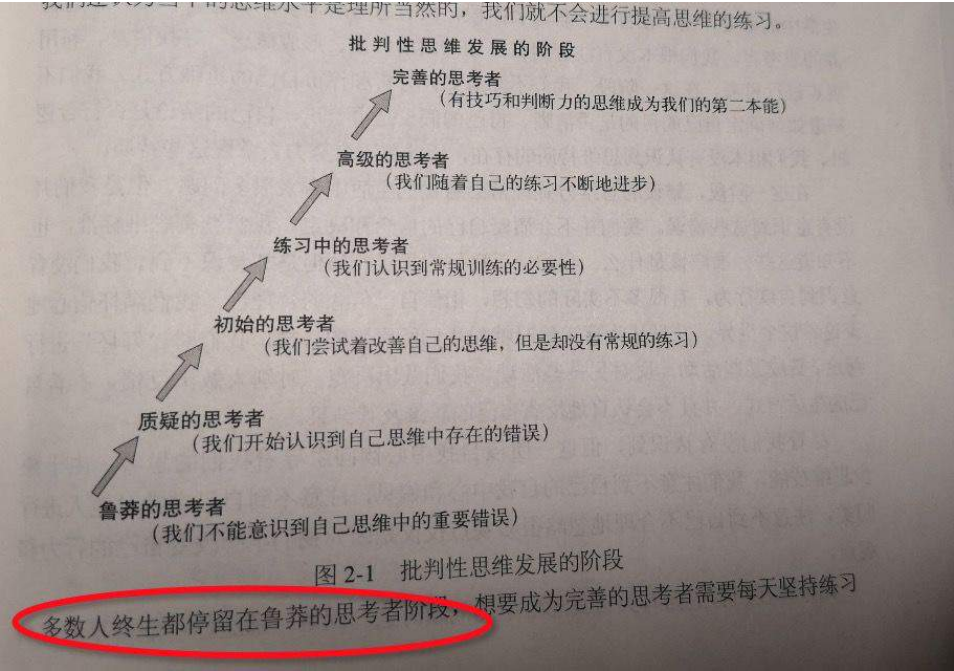 我们还认为当下的思维水平是理所当然的，我们就不会进行提高思维的练习。
批判性思维发展的阶段
完善的思考者
（有技巧和判断力的思维成为我们的第二本能）
高级的思考者
（我们随着自己的练习不断地进步）
练习中的思考者
（我们认识到常规训练的必要性）
初始的思考者
（我们尝试着改善自己的思维，但是却没有常规的练习）
质疑的思考者
（我们开始认识到自己思维中存在的错误）
鲁莽的思考者
（我们不能意识到自己思维中的重要错误）
图 2-1 批判性思维发展的阶段
多数人终生都停留在鲁莽的思考者阶段，想要成为完善的思考者需要每天坚持练习